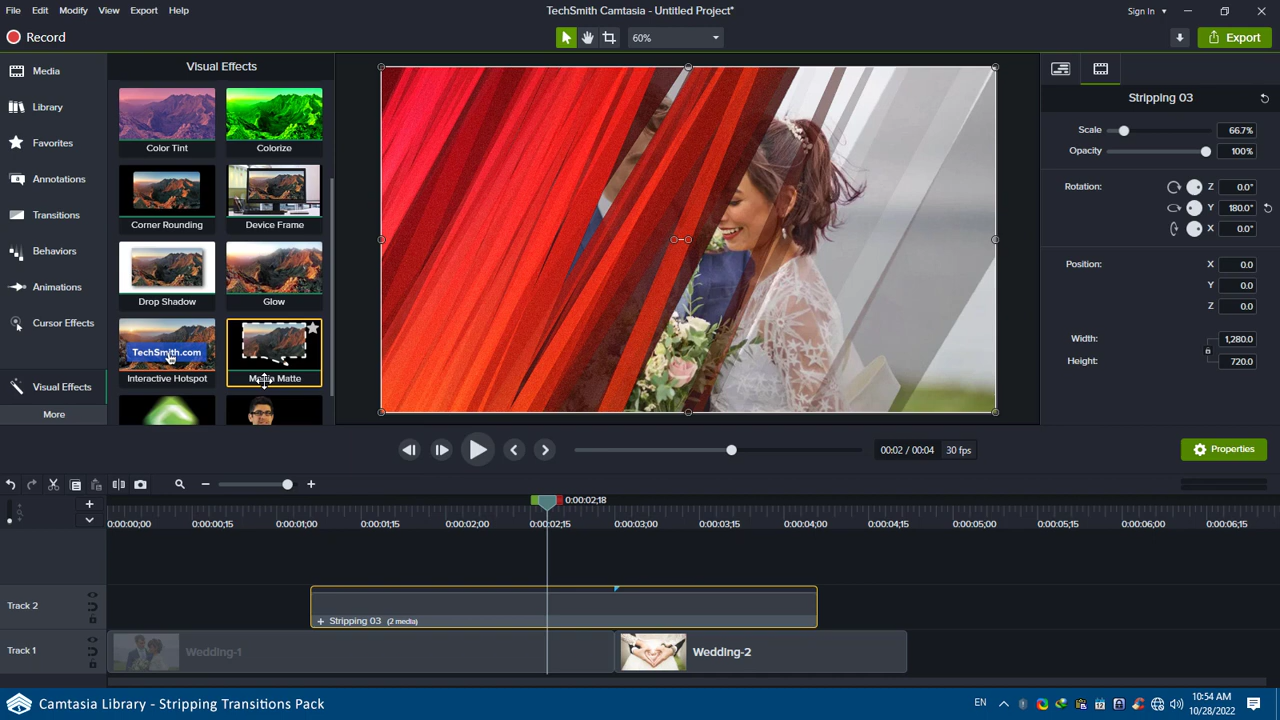 File Edit Modify View Export Help
TechSmith Camtasia - Untitled Project*
Sign In
Record
60%
Export
Media
Library
Favorites
Annotations
Transitions
Behaviors
Animations
Cursor Effects
Visual Effects
More
Visual Effects
Color Tint Colorize
Corner Rounding Device Frame
Drop Shadow Glow
TechSmith.com
Interactive Hotspot Media Matte
Stripping 03
Scale 66.7%
Opacity 100%
Rotation: Z 0.0°
Y 180.0°
X 0.0°
Position: X 0.0
Y 0.0
Z 0.0
Width: 1,280.0
Height: 720.0
00:02 / 00:04 30 fps
Properties
0:00:02;18
0:00:00;00 0:00:00;15 0:00:01;00 0:00:01;15 0:00:02;00 0:00:02;15 0:00:03;00 0:00:03;15 0:00:04;00 0:00:04;15 0:00:05;00 0:00:05;15 0:00:06;00 0:00:06;15
Track 2
+ Stripping 03 (2 media)
Track 1
Wedding-1
Wedding-2
Camtasia Library - Stripping Transitions Pack
EN
10:54 AM
10/28/2022